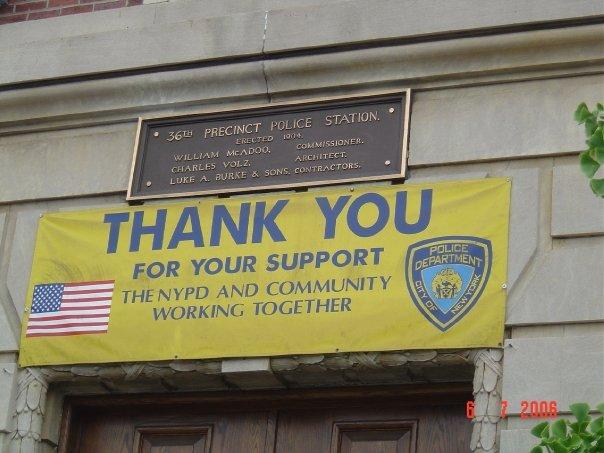 36TH PRECINCT POLICE STATION.
ERECTED 1904.
WILLIAM McADOO, COMMISSIONER.
CHARLES VOLZ, ARCHITECT.
LUKE A. BURKE & SONS, CONTRACTORS.
THANK YOU
FOR YOUR SUPPORT
THE NYPD AND COMMUNITY
WORKING TOGETHER
POLICE
DEPARTMENT
CITY OF NEW YORK
6 7 2006